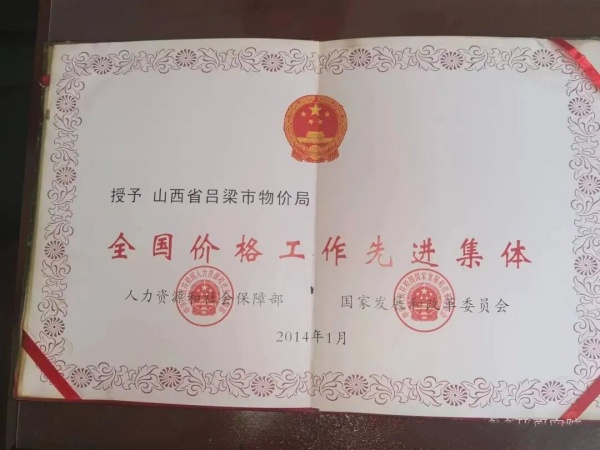 授予 山西省吕梁市物价局
全国价格工作先进集体
人力资源和社会保障部 国家发展和改革委员会
2014年1月